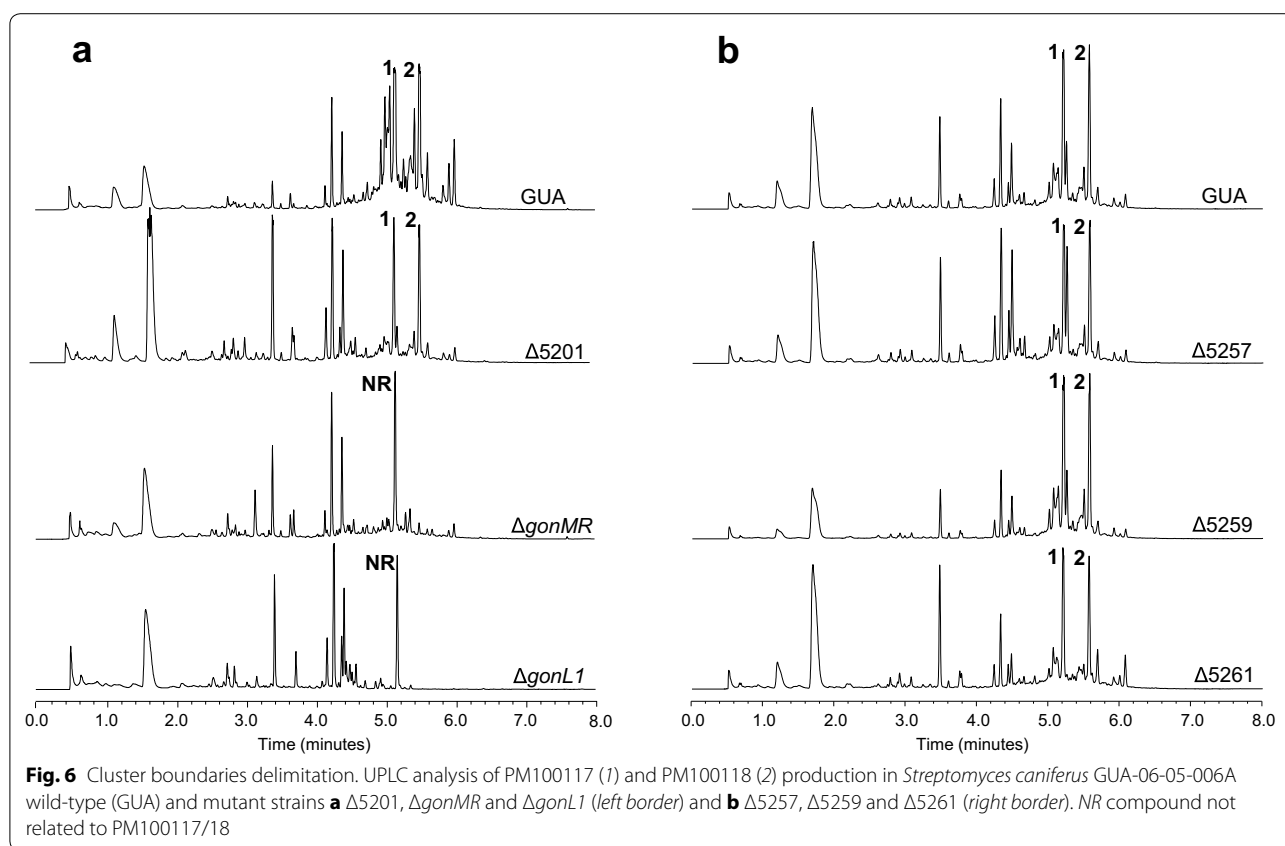 a
1 2
GUA
1 2
Δ5201
NR
ΔgonMR
NR
ΔgonL1
0.0 1.0 2.0 3.0 4.0 5.0 6.0 7.0 8.0
Time (minutes)
b
1 2
GUA
1 2
Δ5257
1 2
Δ5259
1 2
Δ5261
0.0 1.0 2.0 3.0 4.0 5.0 6.0 7.0 8.0
Time (minutes)
Fig. 6 Cluster boundaries delimitation. UPLC analysis of PM100117 (1) and PM100118 (2) production in Streptomyces caniferus GUA-06-05-006A
wild-type (GUA) and mutant strains a Δ5201, ΔgonMR and ΔgonL1 (left border) and b Δ5257, Δ5259 and Δ5261 (right border). NR compound not
related to PM100117/18